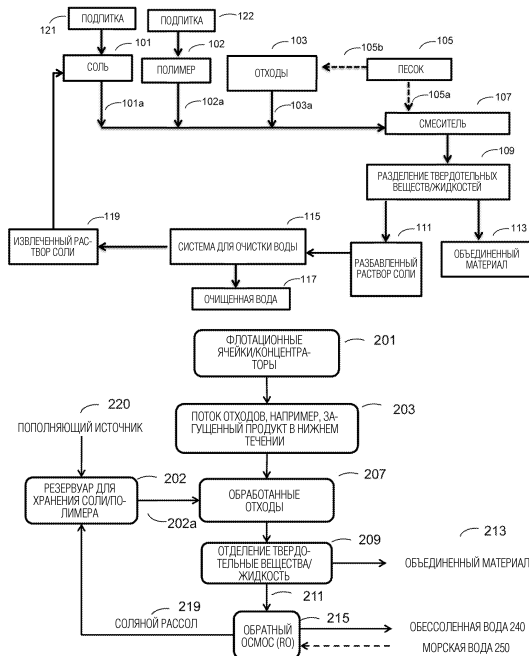 ПОДПИТКА
121
ПОДПИТКА
122
101
СОЛЬ
102
ПОЛИМЕР
103
ОТХОДЫ
105b
105
ПЕСОК
105a
101a
102a
103a
107
СМЕСИТЕЛЬ
109
РАЗДЕЛЕНИЕ ТВЕРДОТЕЛЬНЫХ
ВЕЩЕСТВ/ЖИДКОСТЕЙ
119
ИЗВЛЕЧЕННЫЙ РАС-
ТВОР СОЛИ
115
СИСТЕМА ДЛЯ ОЧИСТКИ ВОДЫ
111
РАЗБАВЛЕННЫЙ
РАСТВОР СОЛИ
113
ОБЪЕДИНЕННЫЙ
МАТЕРИАЛ
117
ОЧИЩЕННАЯ ВОДА
ФЛОТАЦИОННЫЕ
ЯЧЕЙКИ/КОНЦЕНТРА-
ТОРЫ
201
ПОТОК ОТХОДОВ, НАПРИМЕР, ЗА-
ГУЩЕННЫЙ ПРОДУКТ В НИЖНЕМ
ТЕЧЕНИИ
203
220
ПОПОЛНЯЮЩИЙ ИСТОЧНИК
202
РЕЗЕРВУАР ДЛЯ
ХРАНЕНИЯ СОЛИ/ПО-
ЛИМЕРА
202a
207
ОБРАБОТАННЫЕ
ОТХОДЫ
ОТДЕЛЕНИЕ ТВЕРДО-
ТЕЛЬНЫЕ ВЕЩЕСТВА/
ЖИДКОСТЬ
209
213
ОБЪЕДИНЕННЫЙ МАТЕРИАЛ
211
219
СОЛЯНОЙ РАССОЛ
ОБРАТНЫЙ
ОСМОС (RO)
215
ОБЕССОЛЕННАЯ ВОДА 240
МОРСКАЯ ВОДА 250